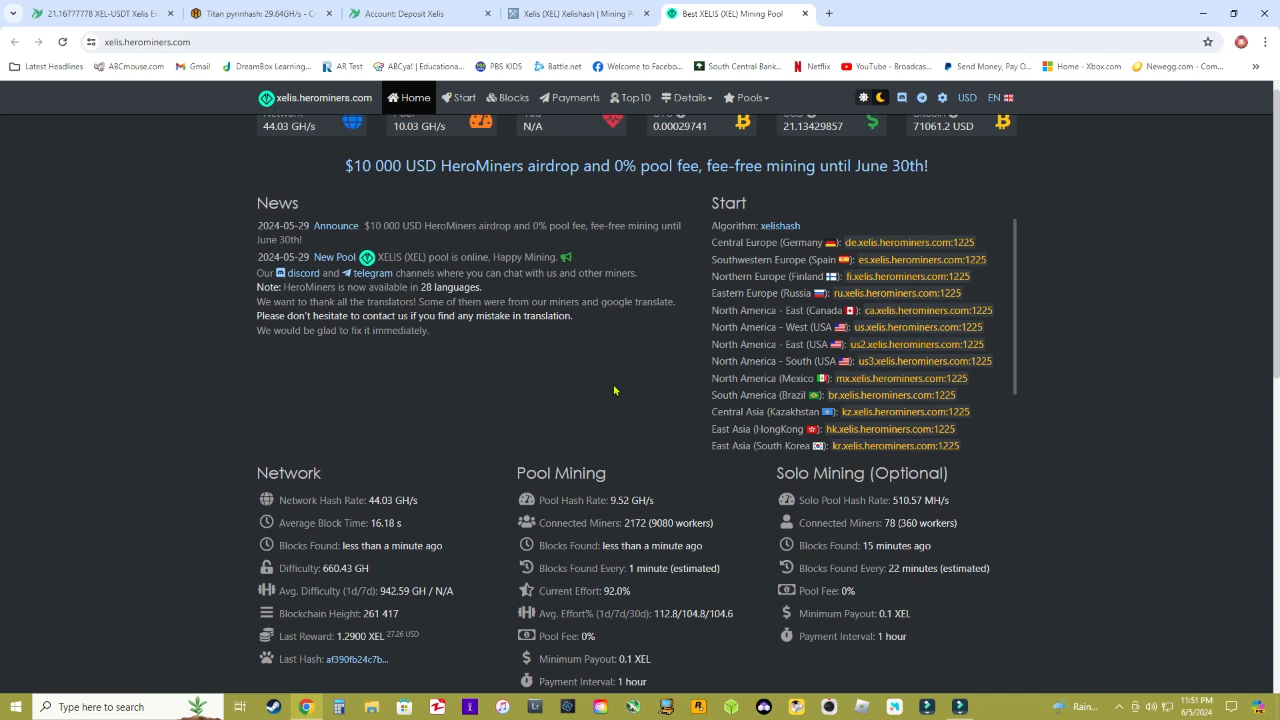 21.16777778 XEL-USDT Xelis E
Titan pyrinhash: 29.64GH/s - C
Account: Deposit Xelis
Xelis (XEL) Xelishash | Mining P
Best XELIS (XEL) Mining Pool
xelis.herominers.com
Latest Headlines
ABCmouse.com
Gmail
DreamBox Learning...
AR Test
ABCya! | Educationa...
PBS KIDS
Battle.net
Welcome to Facebo...
South Central Bank...
Netflix
YouTube - Broadcas...
Send Money, Pay O...
Home - Xbox.com
Newegg.com - Com...
xelis.herominers.com
Home
Start
Blocks
Payments
Top10
Details
Pools
USD
EN
44.03 GH/s
10.03 GH/s
N/A
0.00029741
21.13429857
71061.2 USD
$10 000 USD HeroMiners airdrop and 0% pool fee, fee-free mining until June 30th!
News
2024-05-29 Announce $10 000 USD HeroMiners airdrop and 0% pool fee, fee-free mining until
June 30th!
2024-05-29 New Pool XELIS (XEL) pool is online, Happy Mining.
Our discord and telegram channels where you can chat with us and other miners.
Note: HeroMiners is now available in 28 languages.
We want to thank all the translators! Some of them were from our miners and google translate.
Please don't hesitate to contact us if you find any mistake in translation.
We would be glad to fix it immediately.
Start
Algorithm: xelishash
Central Europe (Germany): de.xelis.herominers.com:1225
Southwestern Europe (Spain): es.xelis.herominers.com:1225
Northern Europe (Finland): fi.xelis.herominers.com:1225
Eastern Europe (Russia): ru.xelis.herominers.com:1225
North America - East (Canada): ca.xelis.herominers.com:1225
North America - West (USA): us.xelis.herominers.com:1225
North America - East (USA): us2.xelis.herominers.com:1225
North America - South (USA): us3.xelis.herominers.com:1225
North America (Mexico): mx.xelis.herominers.com:1225
South America (Brazil): br.xelis.herominers.com:1225
Central Asia (Kazakhstan): kz.xelis.herominers.com:1225
East Asia (HongKong): hk.xelis.herominers.com:1225
East Asia (South Korea): kr.xelis.herominers.com:1225
Network
Network Hash Rate: 44.03 GH/s
Average Block Time: 16.18 s
Blocks Found: less than a minute ago
Difficulty: 660.43 GH
Avg. Difficulty (1d/7d): 942.59 GH / N/A
Blockchain Height: 261 417
Last Reward: 1.2900 XEL 27.26 USD
Last Hash: af390fb24c7b...
Pool Mining
Pool Hash Rate: 9.52 GH/s
Connected Miners: 2172 (9080 workers)
Blocks Found: less than a minute ago
Blocks Found Every: 1 minute (estimated)
Current Effort: 92.0%
Avg. Effort% (1d/7d/30d): 112.8/104.8/104.6
Pool Fee: 0%
Minimum Payout: 0.1 XEL
Payment Interval: 1 hour
Solo Mining (Optional)
Solo Pool Hash Rate: 510.57 MH/s
Connected Miners: 78 (360 workers)
Blocks Found: 15 minutes ago
Blocks Found Every: 22 minutes (estimated)
Pool Fee: 0%
Minimum Payout: 0.1 XEL
Payment Interval: 1 hour
Type here to search
Rain...
11:51 PM
6/5/2024